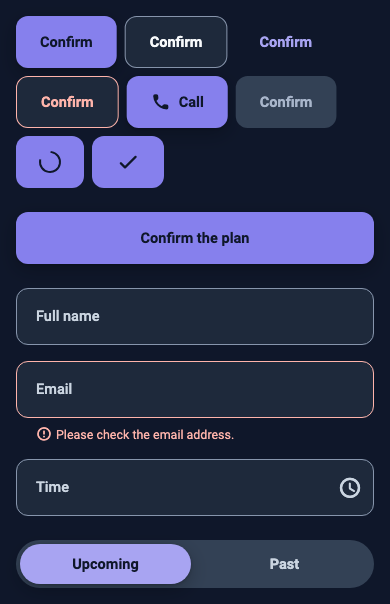 Confirm Confirm Confirm
Confirm Call Confirm
Confirm the plan
Full name
Email
Please check the email address.
Time
Upcoming Past